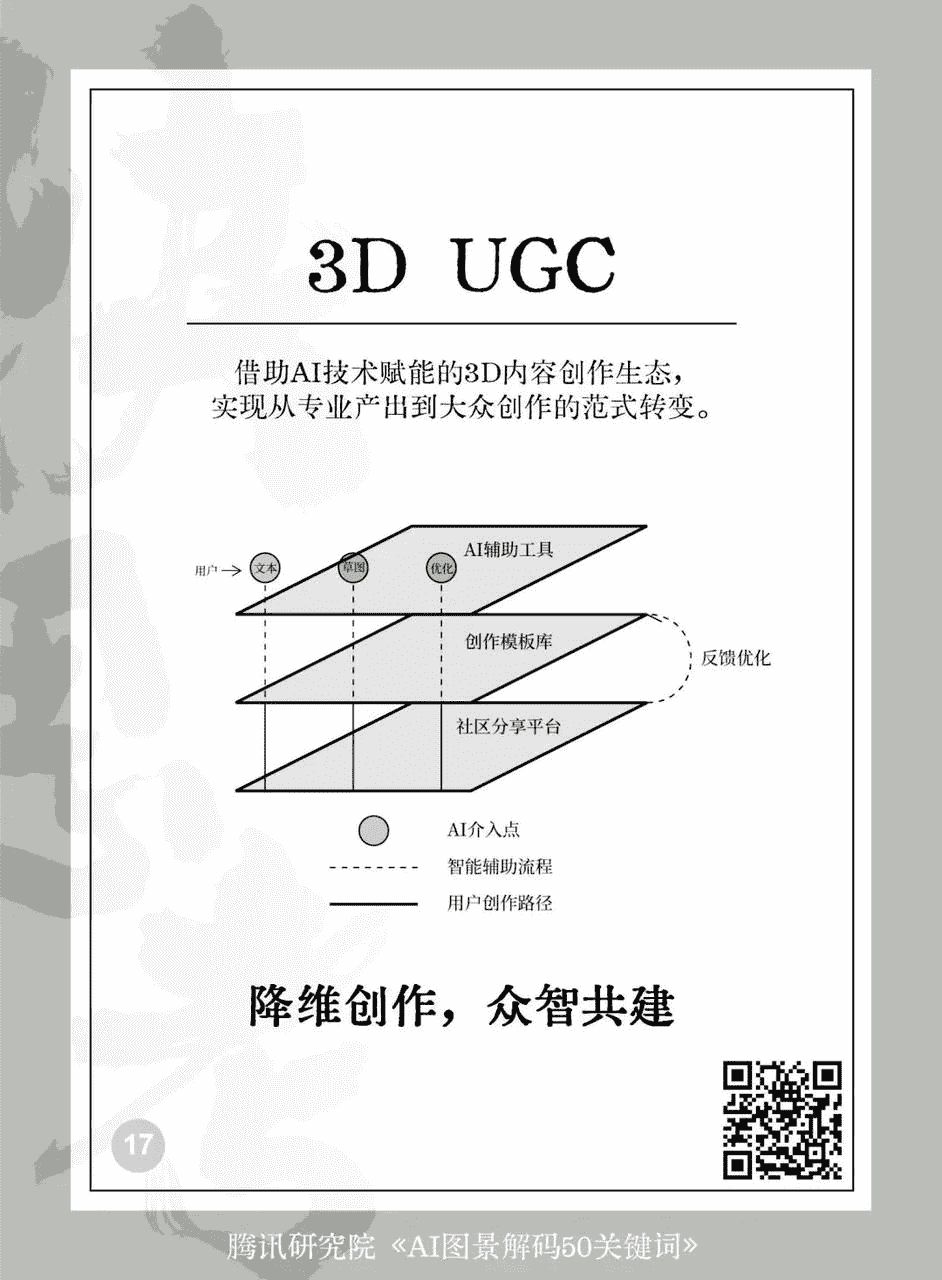 3D UGC
借助AI技术赋能的3D内容创作生态，
实现从专业产出到大众创作的范式转变。
AI辅助工具
用户
文本
草图
优化
创作模板库
反馈优化
社区分享平台
AI介入点
智能辅助流程
用户创作路径
降维创作，众智共建
17
腾讯研究院《AI图景解码50关键词》